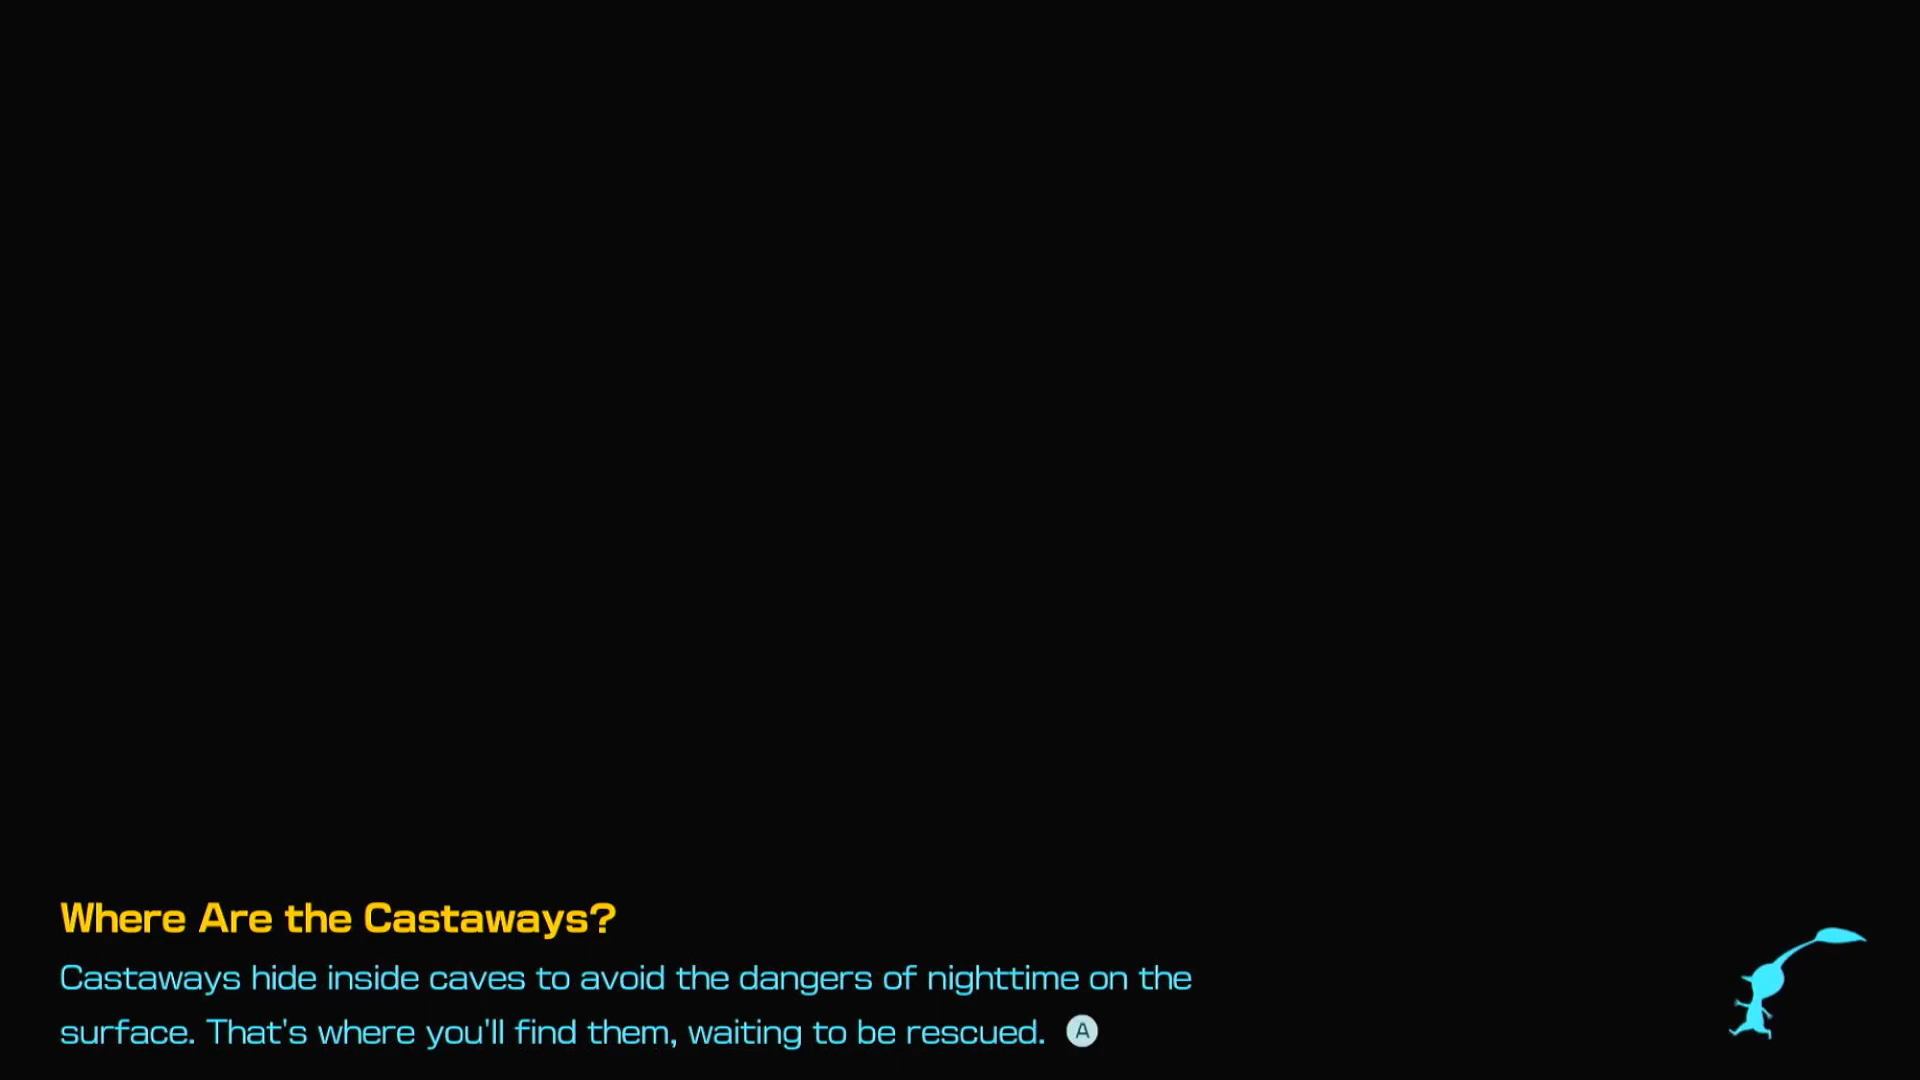 Where Are the Castaways?
Castaways hide inside caves to avoid the dangers of nighttime on the
surface. That's where you'll find them, waiting to be rescued. A